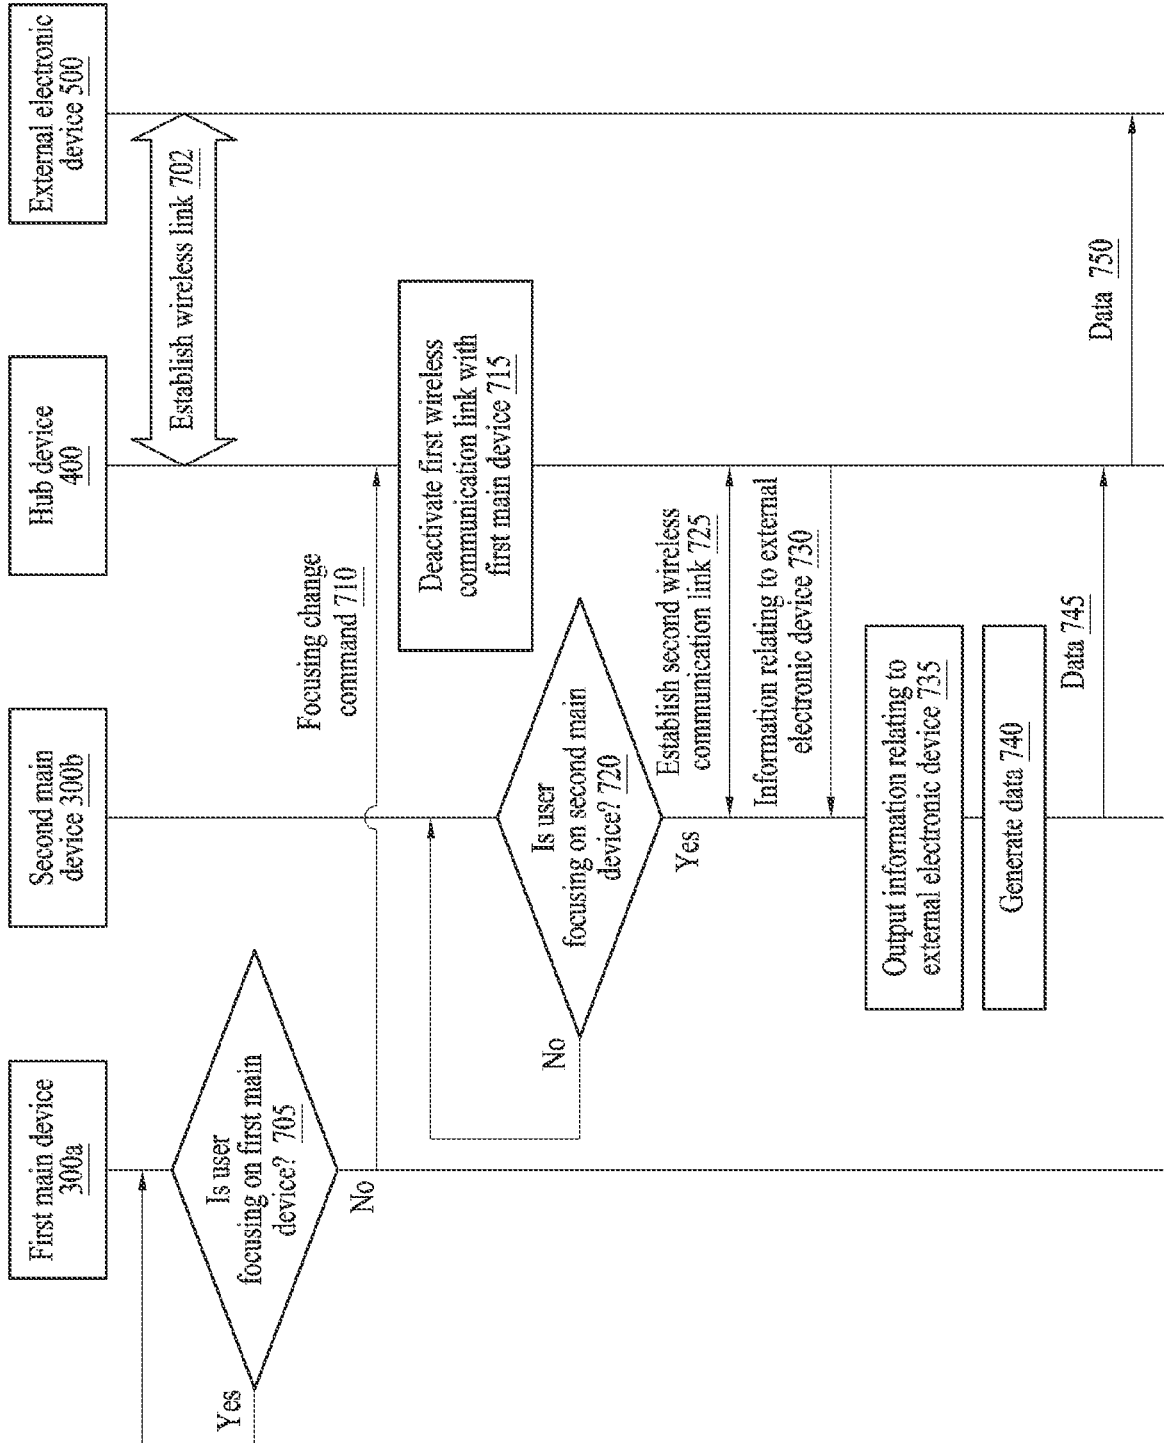 First main device
300a
Second main
device 300b
Hub device
400
External electronic
device 500
Establish wireless link 702
Is user
focusing on first main
device? 705
Yes
No
Focusing change
command 710
Deactivate first wireless
communication link with
first main device 715
Is user
focusing on second main
device? 720
No
Yes
Establish second wireless
communication link 725
Information relating to external
electronic device 730
Output information relating to
external electronic device 735
Generate data 740
Data 745
Data 750